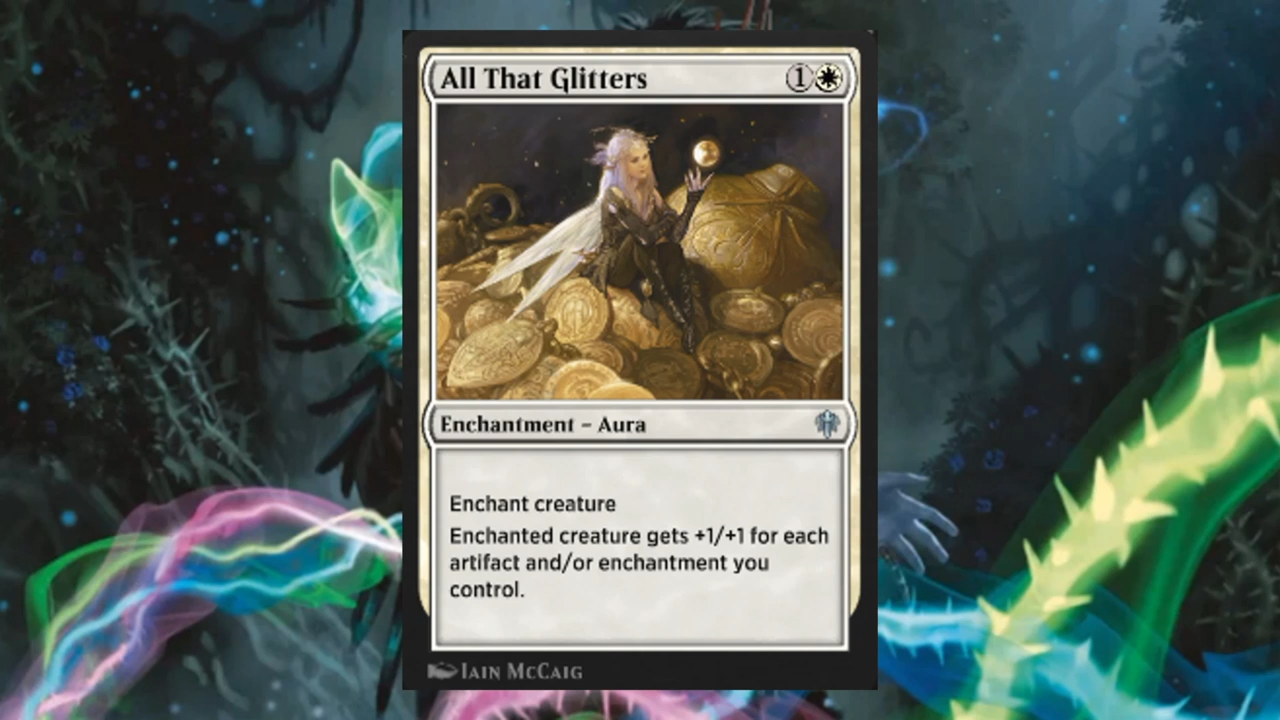 All That Glitters 1
Enchantment – Aura
Enchant creature
Enchanted creature gets +1/+1 for each
artifact and/or enchantment you
control.
Iain McCaig